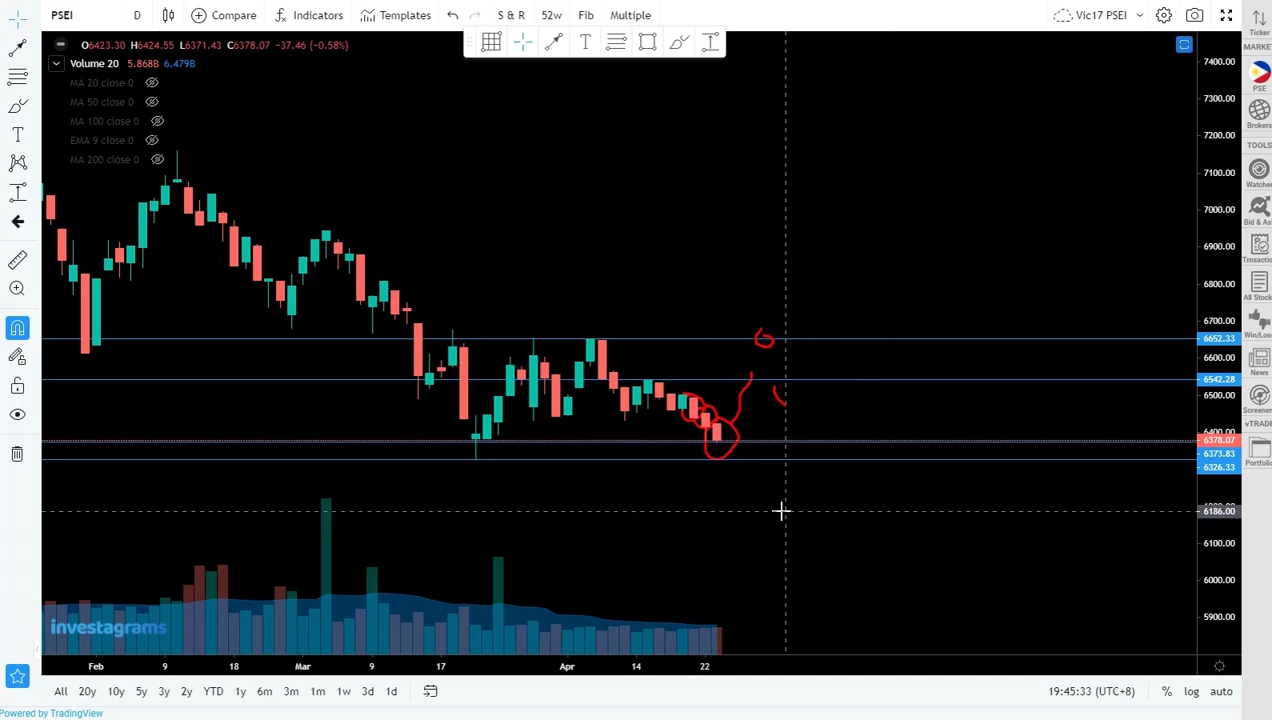 PSEI D Compare Indicators Templates S & R 52w Fib Multiple Vic17 PSEI
O6423.30 H6424.55 L6371.43 C6378.07 −37.46 (−0.58%)
Volume 20 5.868B 6.479B
MA 20 close 0
MA 50 close 0
MA 100 close 0
EMA 9 close 0
MA 200 close 0
7400.00
7300.00
7200.00
7100.00
7000.00
6900.00
6800.00
6700.00
6652.33
6600.00
6542.28
6500.00
6400.00
6378.07
6373.83
6326.33
6186.00
6100.00
6000.00
5900.00
Ticker
MARKE
PSE
Brokers
TOOLS
Watcher
Bid & As
Trnsactio
All Stock
Win/Lose
News
Screener
vTRADE
Portfolio
investagrams
Feb 9 18 Mar 9 17 Apr 14 22
All 20y 10y 5y 3y 2y YTD 1y 6m 3m 1m 1w 3d 1d 19:45:33 (UTC+8) % log auto
Powered by TradingView